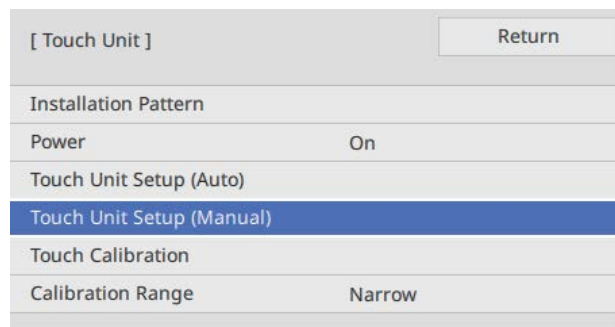 [ Touch Unit ] Return
Installation Pattern
Power On
Touch Unit Setup (Auto)
Touch Unit Setup (Manual)
Touch Calibration
Calibration Range Narrow